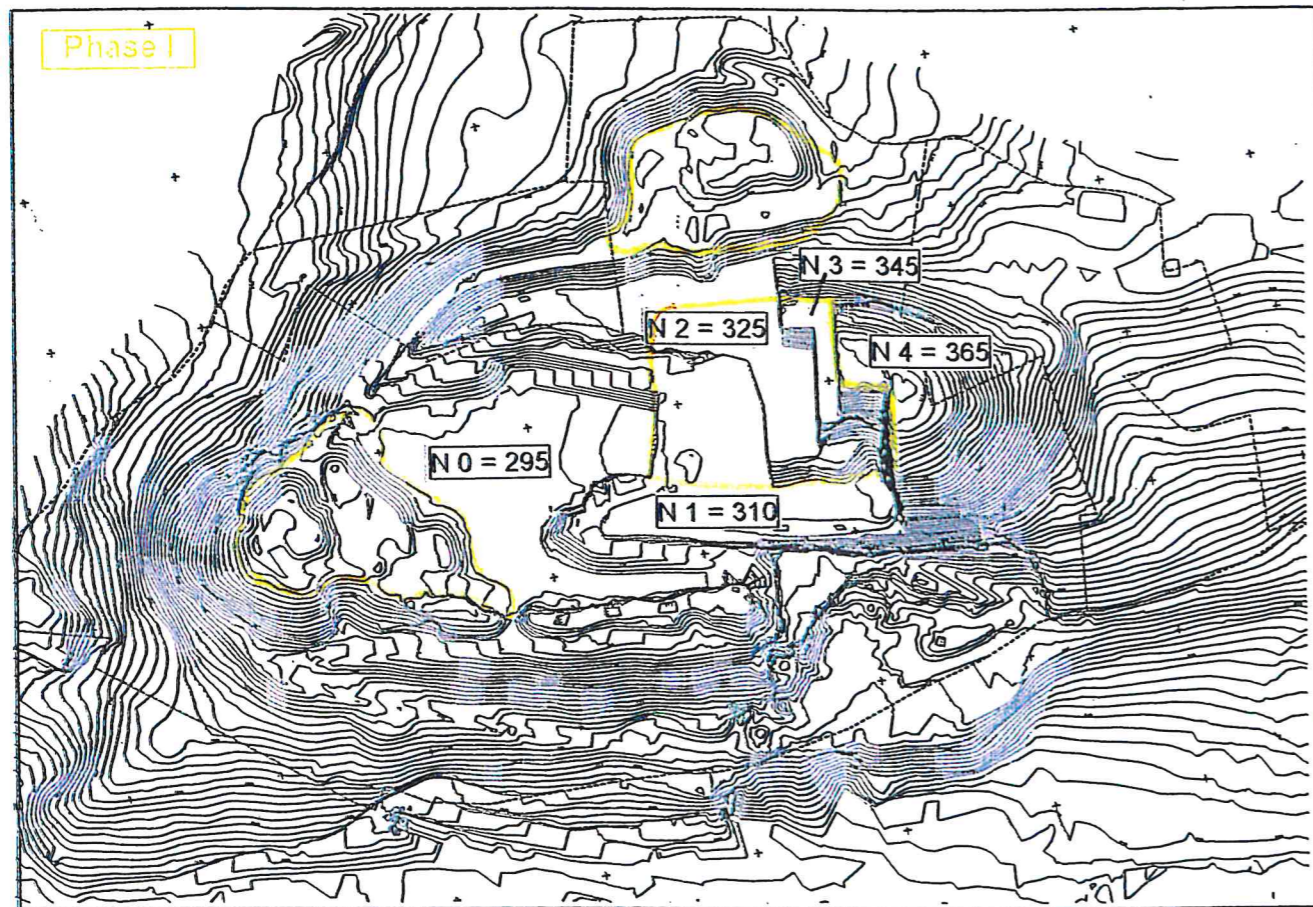 Phase I
N 3 = 345
N 2 = 325
N 4 = 365
N 0 = 295
N 1 = 310